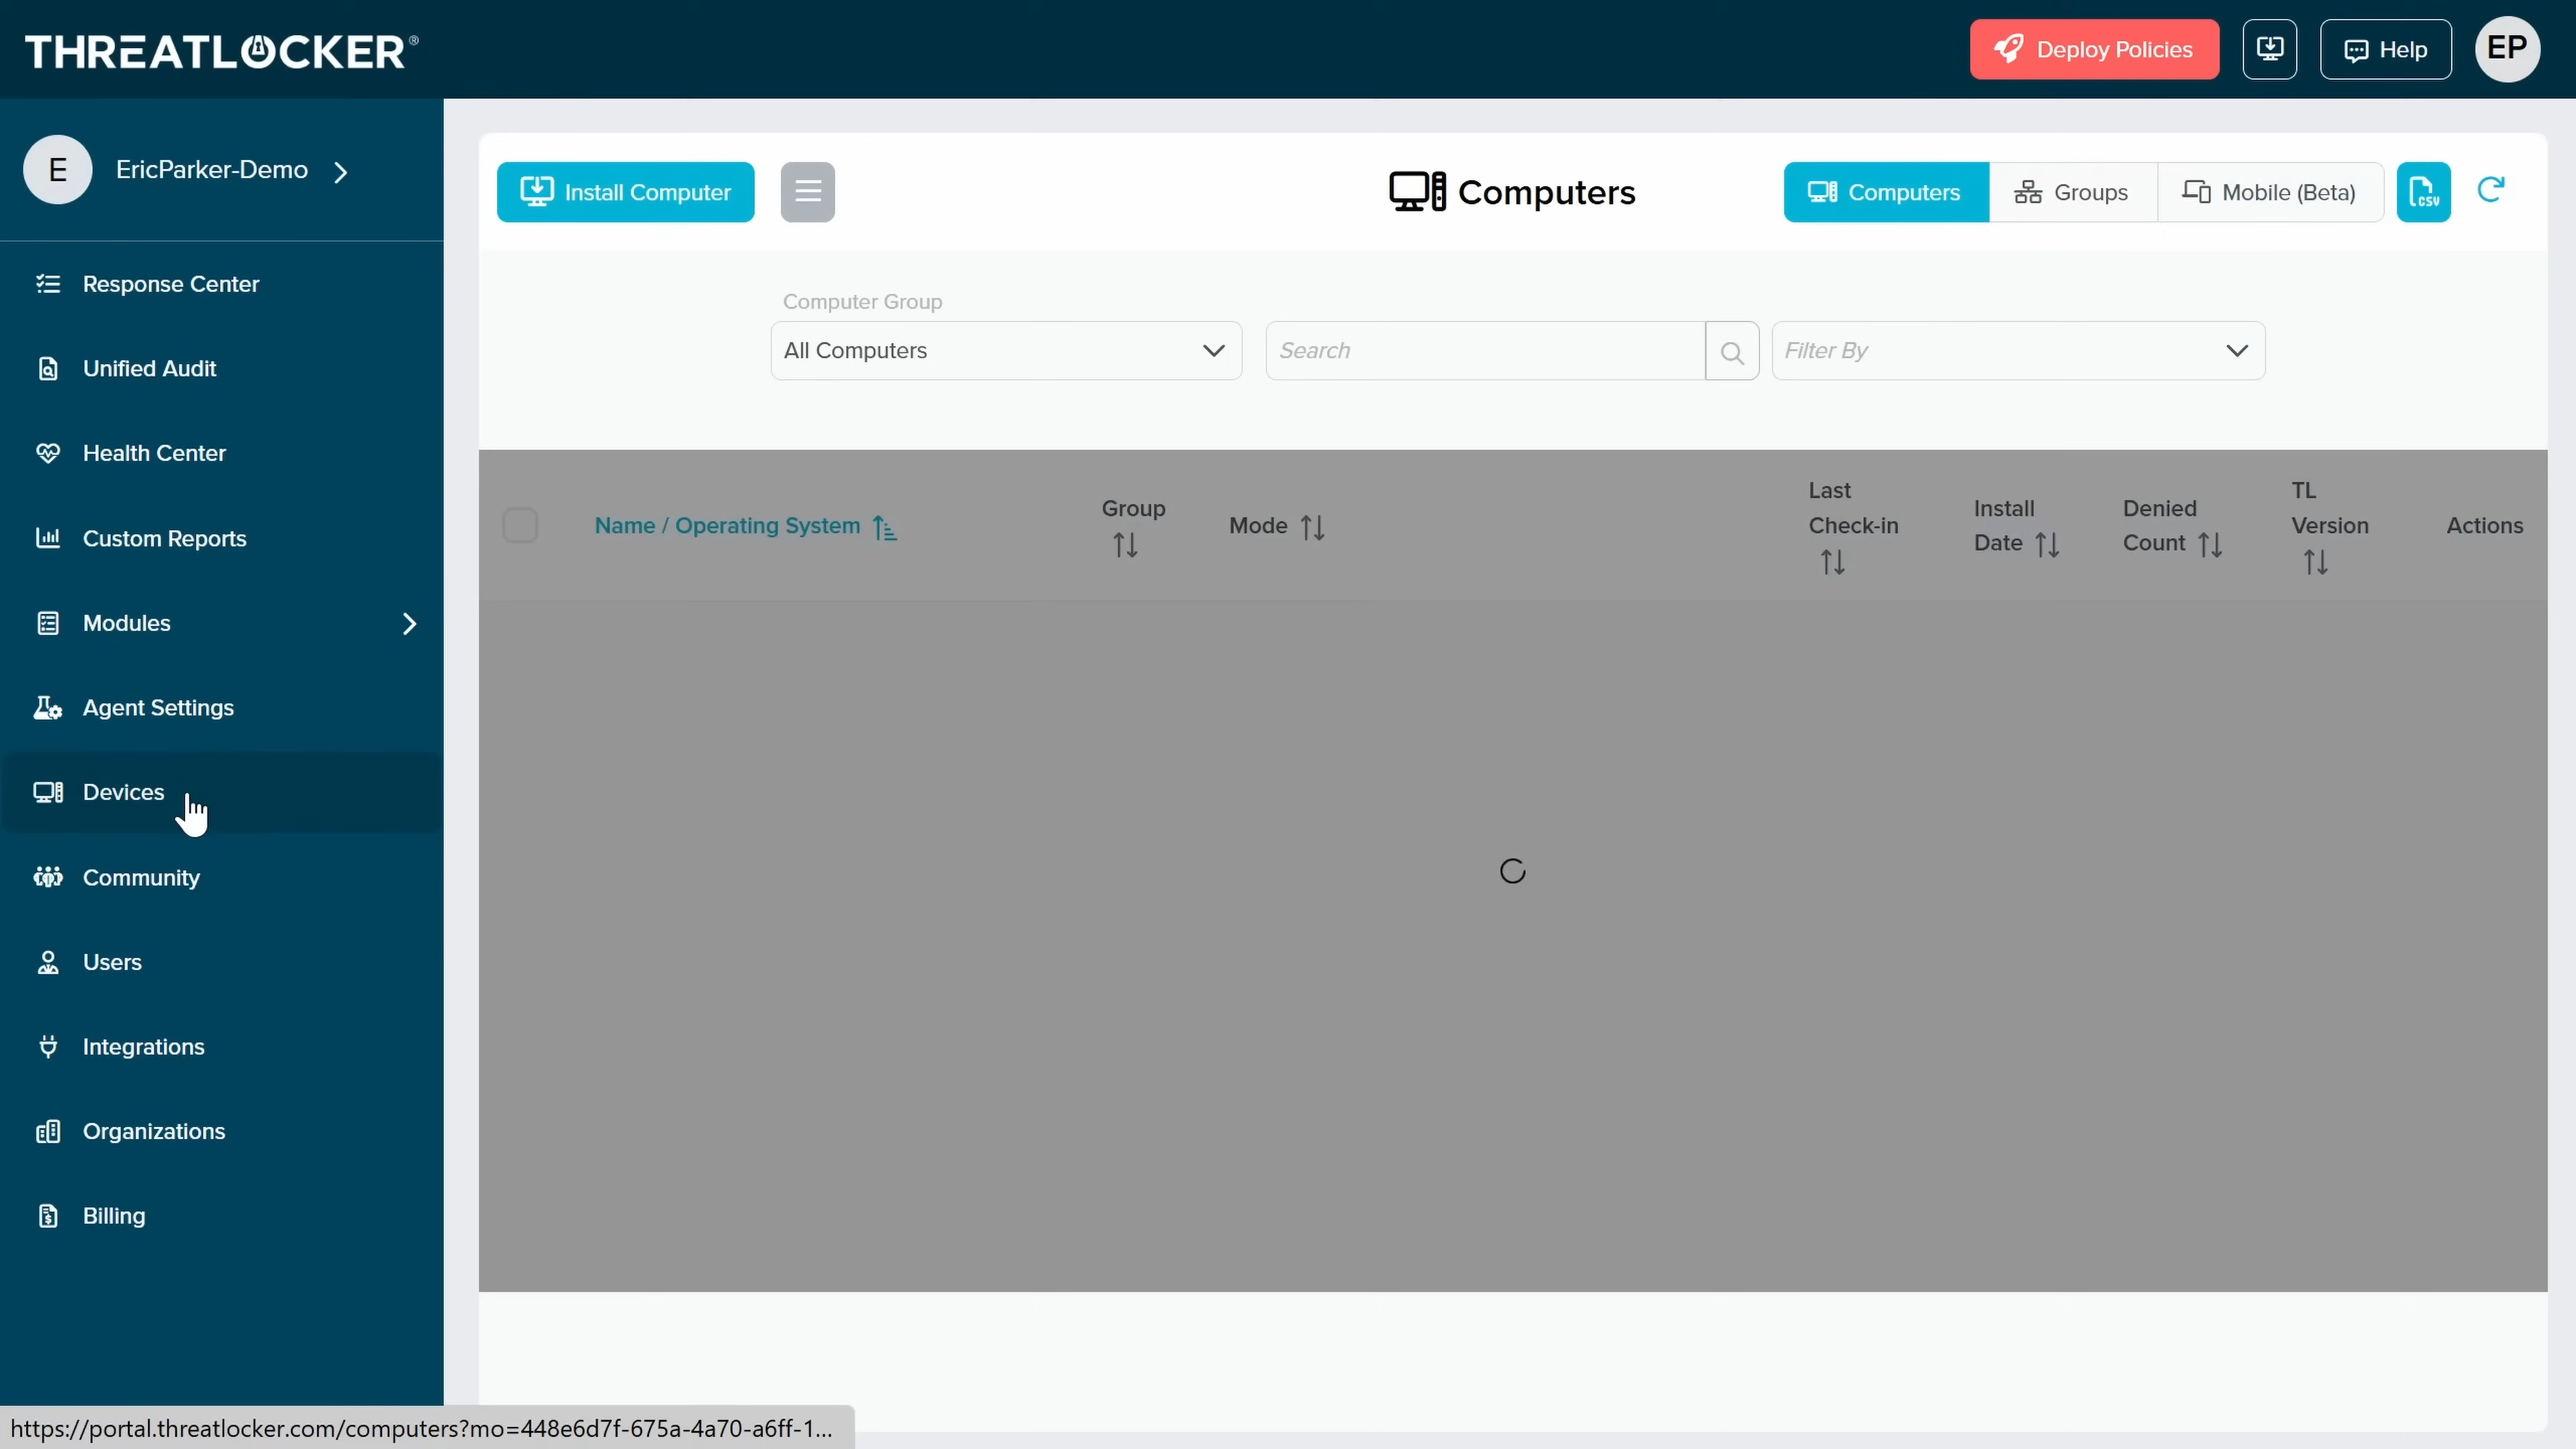 THREATLOCKER®
Deploy Policies
Help
EP
E
EricParker-Demo
Response Center
Unified Audit
Health Center
Custom Reports
Modules
Agent Settings
Devices
Community
Users
Integrations
Organizations
Billing
Install Computer
Computers
Computers
Groups
Mobile (Beta)
CSV
Computer Group
All Computers
Search
Filter By
Name / Operating System
Group
Mode
Last
Check-in
Install
Date
Denied
Count
TL
Version
Actions
https://portal.threatlocker.com/computers?mo=448e6d7f-675a-4a70-a6ff-1...